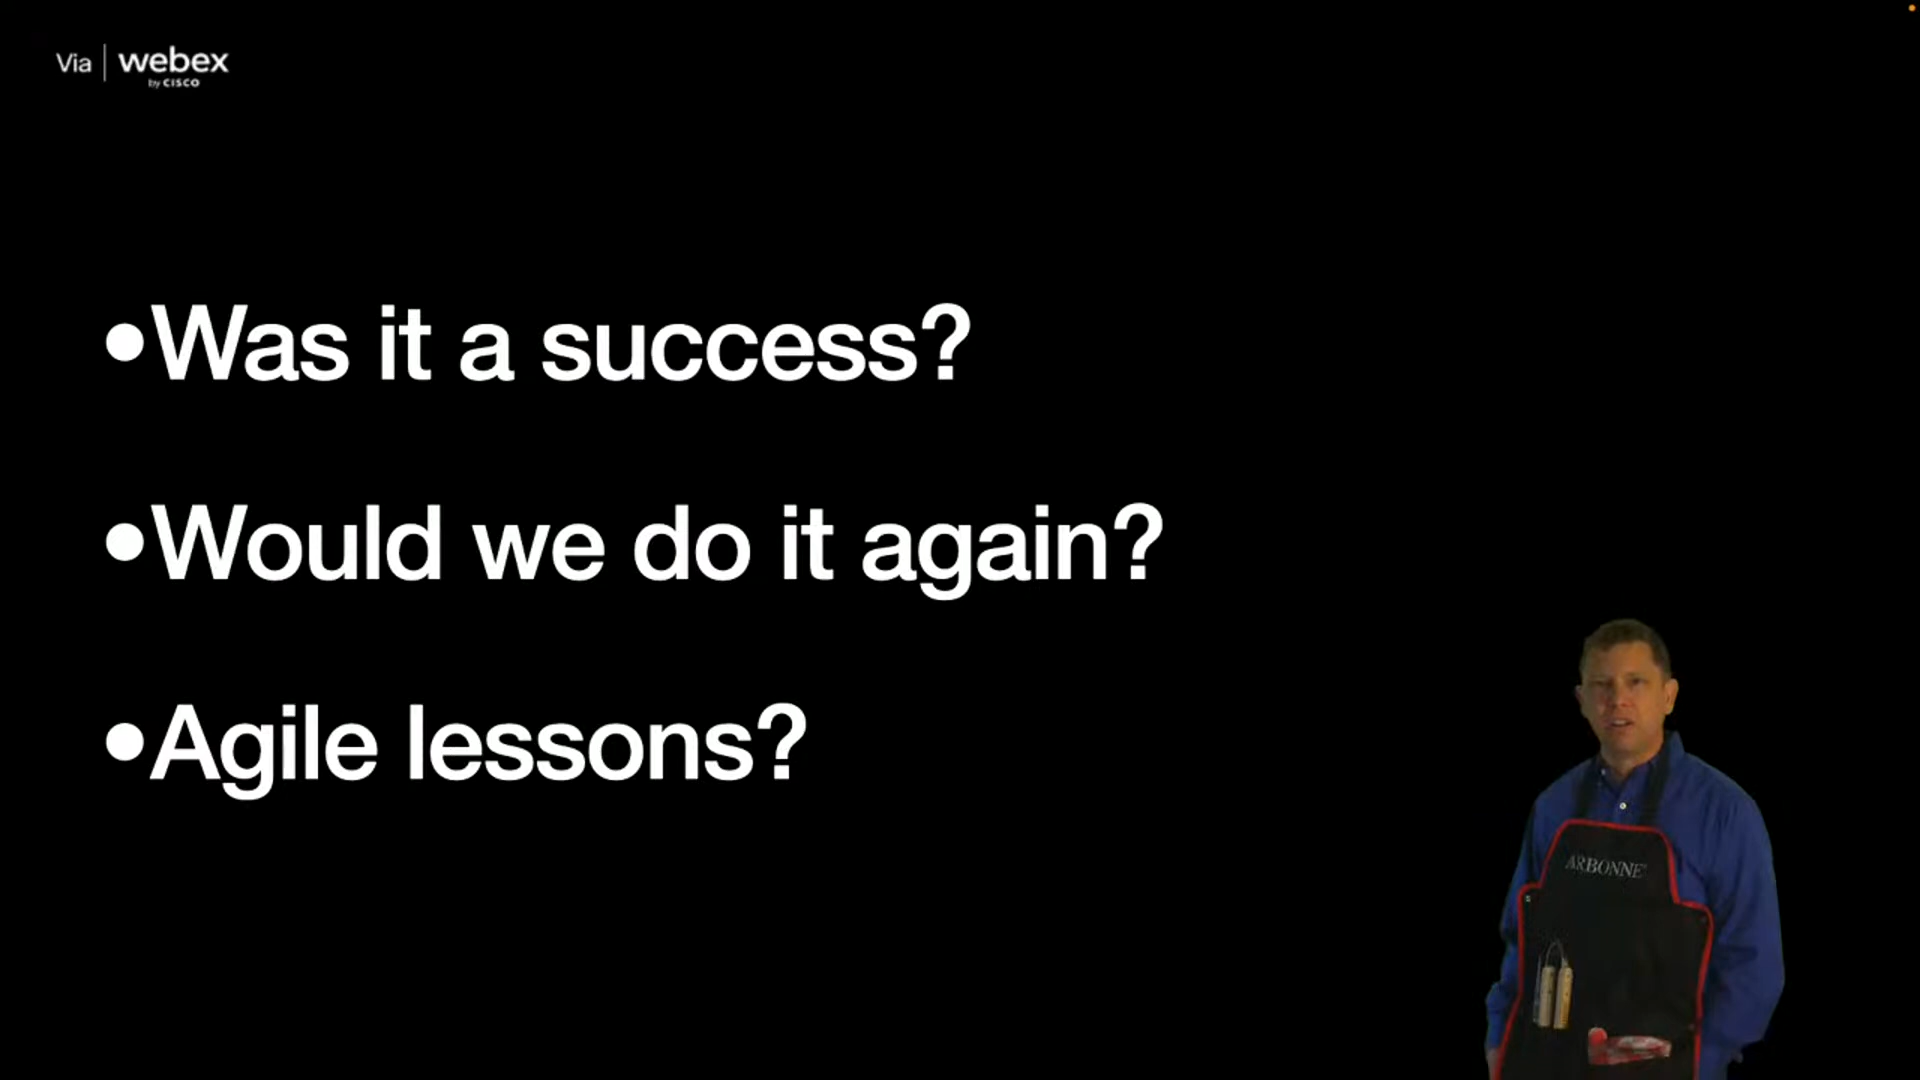 Via | webex
by CISCO
•Was it a success?
•Would we do it again?
•Agile lessons?
ARBONNE